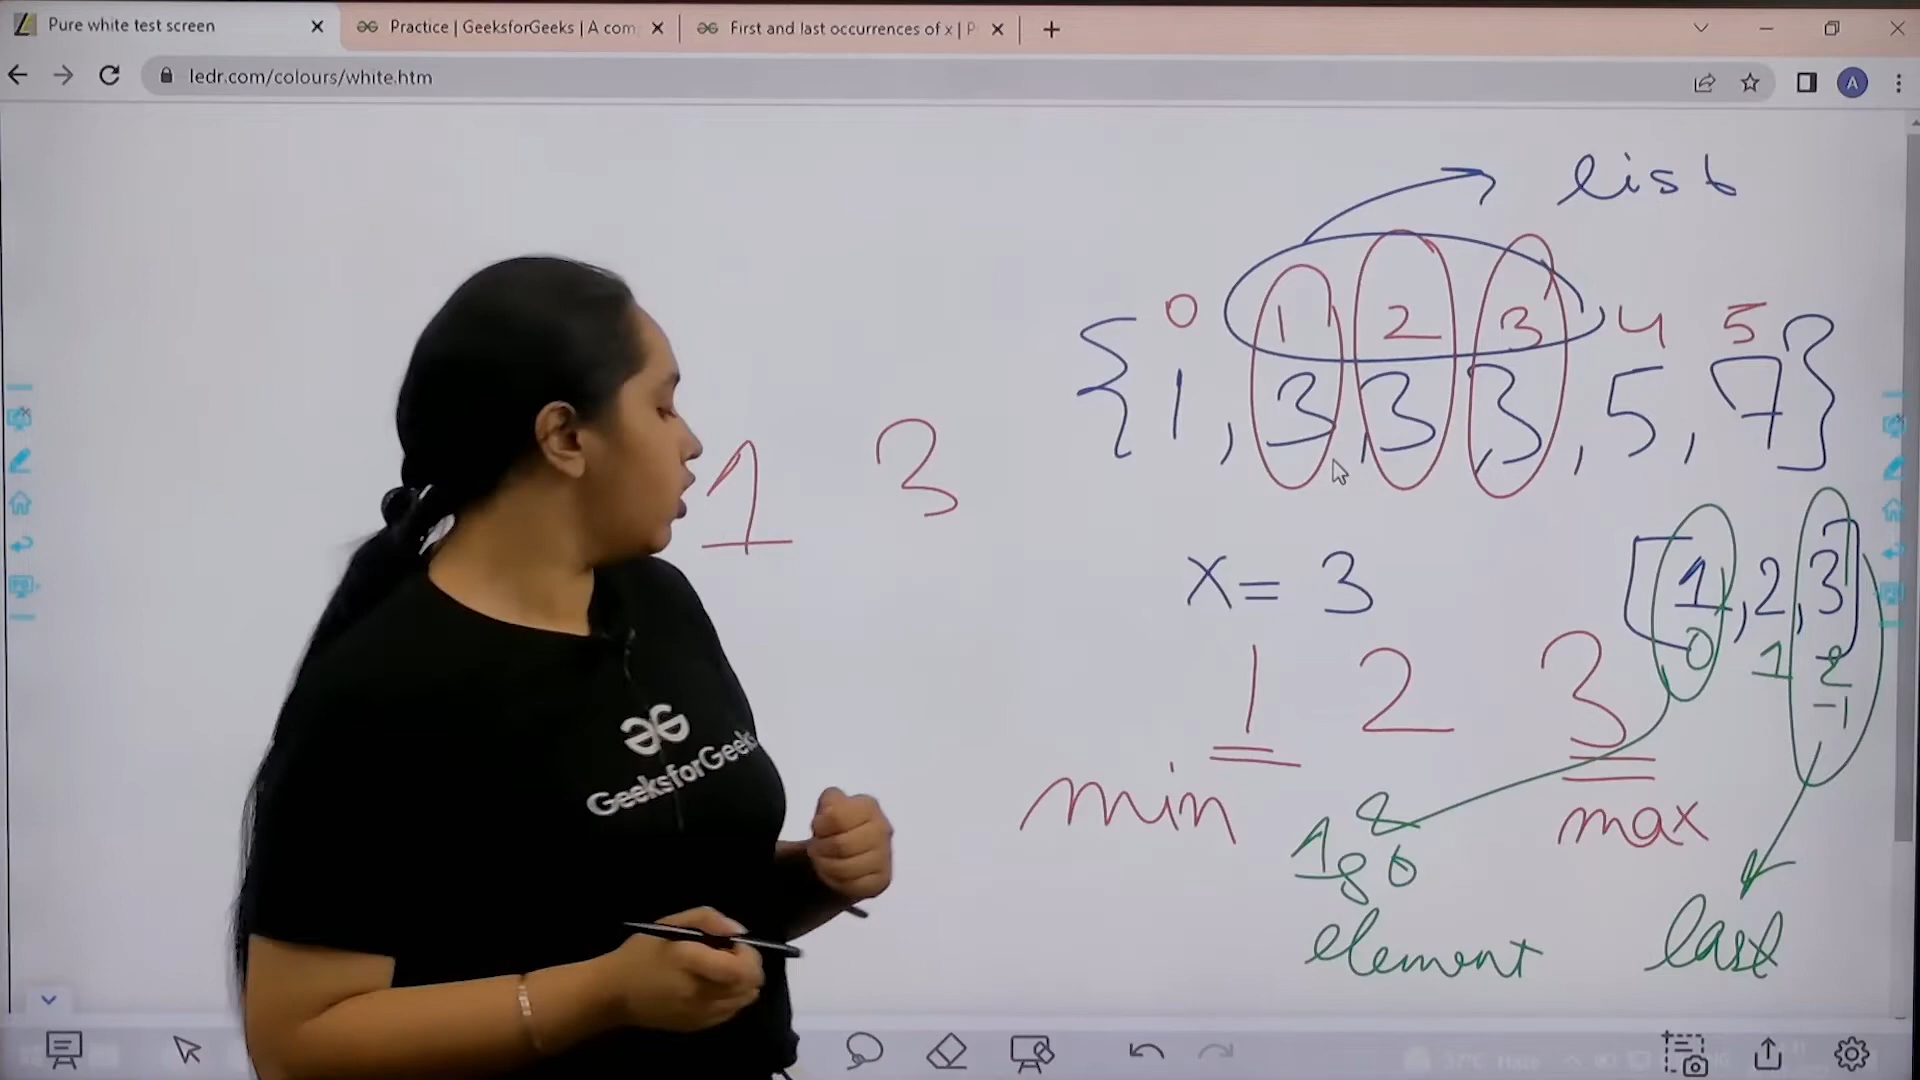 Pure white test screen
Practice | GeeksforGeeks | A com
First and last occurrences of x | P
ledr.com/colours/white.htm
A
list
0 1 2 3 4 5
{1, 3, 3, 3, 5, 7}
1 3
x = 3
[1, 2, 3]
0 1 2
-1
1 2 3
min
max
1st
element
last
GeeksforGeeks